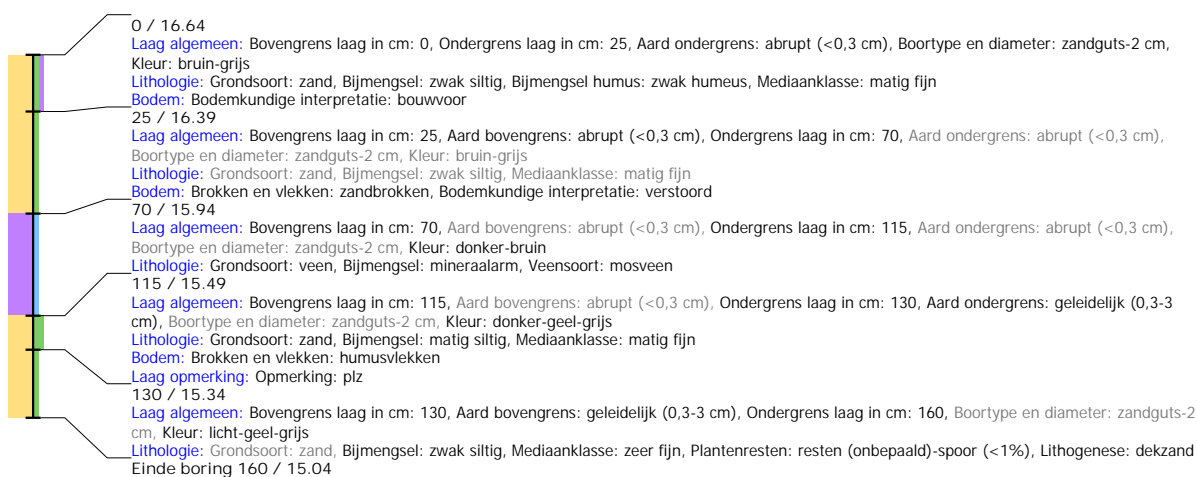 0 / 16.64
Laag algemeen: Bovengrens laag in cm: 0, Ondergrens laag in cm: 25, Aard ondergrens: abrupt (<0,3 cm), Boortype en diameter: zandguts-2 cm,
Kleur: bruin-grijs
Lithologie: Grondsoort: zand, Bijmengsel: zwak siltig, Bijmengsel humus: zwak humeus, Mediaanklasse: matig fijn
Bodem: Bodemkundige interpretatie: bouwvoor
25 / 16.39
Laag algemeen: Bovengrens laag in cm: 25, Aard bovengrens: abrupt (<0,3 cm), Ondergrens laag in cm: 70, Aard ondergrens: abrupt (<0,3 cm),
Boortype en diameter: zandguts-2 cm, Kleur: bruin-grijs
Lithologie: Grondsoort: zand, Bijmengsel: zwak siltig, Mediaanklasse: matig fijn
Bodem: Brokken en vlekken: zandbrokken, Bodemkundige interpretatie: verstoord
70 / 15.94
Laag algemeen: Bovengrens laag in cm: 70, Aard bovengrens: abrupt (<0,3 cm), Ondergrens laag in cm: 115, Aard ondergrens: abrupt (<0,3 cm),
Boortype en diameter: zandguts-2 cm, Kleur: donker-bruin
Lithologie: Grondsoort: veen, Bijmengsel: mineraalarm, Veensoort: mosveen
115 / 15.49
Laag algemeen: Bovengrens laag in cm: 115, Aard bovengrens: abrupt (<0,3 cm), Ondergrens laag in cm: 130, Aard ondergrens: geleidelijk (0,3-3
cm), Boortype en diameter: zandguts-2 cm, Kleur: donker-geel-grijs
Lithologie: Grondsoort: zand, Bijmengsel: matig siltig, Mediaanklasse: matig fijn
Bodem: Brokken en vlekken: humusvlekken
Laag opmerking: Opmerking: plz
130 / 15.34
Laag algemeen: Bovengrens laag in cm: 130, Aard bovengrens: geleidelijk (0,3-3 cm), Ondergrens laag in cm: 160, Boortype en diameter: zandguts-2
cm, Kleur: licht-geel-grijs
Lithologie: Grondsoort: zand, Bijmengsel: zwak siltig, Mediaanklasse: zeer fijn, Plantenresten: resten (onbepaald)-spoor (<1%), Lithogenese: dekzand
Einde boring 160 / 15.04